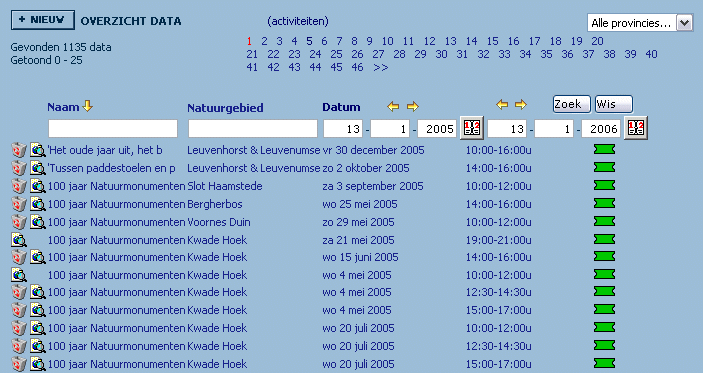 + NIEUW OVERZICHT DATA (activiteiten) Alle provincies...
Gevonden 1135 data
Getoond 0 - 25
1 2 3 4 5 6 7 8 9 10 11 12 13 14 15 16 17 18 19 20
21 22 23 24 25 26 27 28 29 30 31 32 33 34 35 36 37 38 39 40
41 42 43 44 45 46 >>
Naam Natuurgebied Datum Zoek Wis
13 - 1 - 2005 13 - 1 - 2006
'Het oude jaar uit, het b Leuvenhorst & Leuvenumse vr 30 december 2005 10:00-16:00u
'Tussen paddestoelen en p Leuvenhorst & Leuvenumse zo 2 oktober 2005 14:00-16:00u
100 jaar Natuurmonumenten Slot Haamstede za 3 september 2005 10:00-12:00u
100 jaar Natuurmonumenten Bergherbos wo 25 mei 2005 14:00-16:00u
100 jaar Natuurmonumenten Voornes Duin zo 29 mei 2005 10:00-12:00u
100 jaar Natuurmonumenten Kwade Hoek za 21 mei 2005 19:00-21:00u
100 jaar Natuurmonumenten Kwade Hoek wo 15 juni 2005 14:00-16:00u
100 jaar Natuurmonumenten Kwade Hoek wo 4 mei 2005 10:00-12:00u
100 jaar Natuurmonumenten Kwade Hoek wo 4 mei 2005 12:30-14:30u
100 jaar Natuurmonumenten Kwade Hoek wo 4 mei 2005 15:00-17:00u
100 jaar Natuurmonumenten Kwade Hoek wo 20 juli 2005 10:00-12:00u
100 jaar Natuurmonumenten Kwade Hoek wo 20 juli 2005 12:30-14:30u
100 jaar Natuurmonumenten Kwade Hoek wo 20 juli 2005 15:00-17:00u